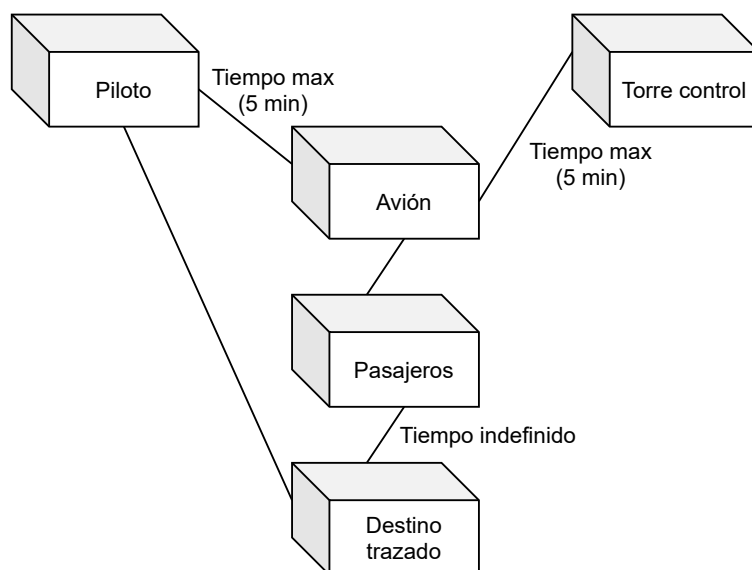 Piloto
Tiempo max
(5 min)
Torre control
Tiempo max
(5 min)
Avión
Pasajeros
Tiempo indefinido
Destino
trazado